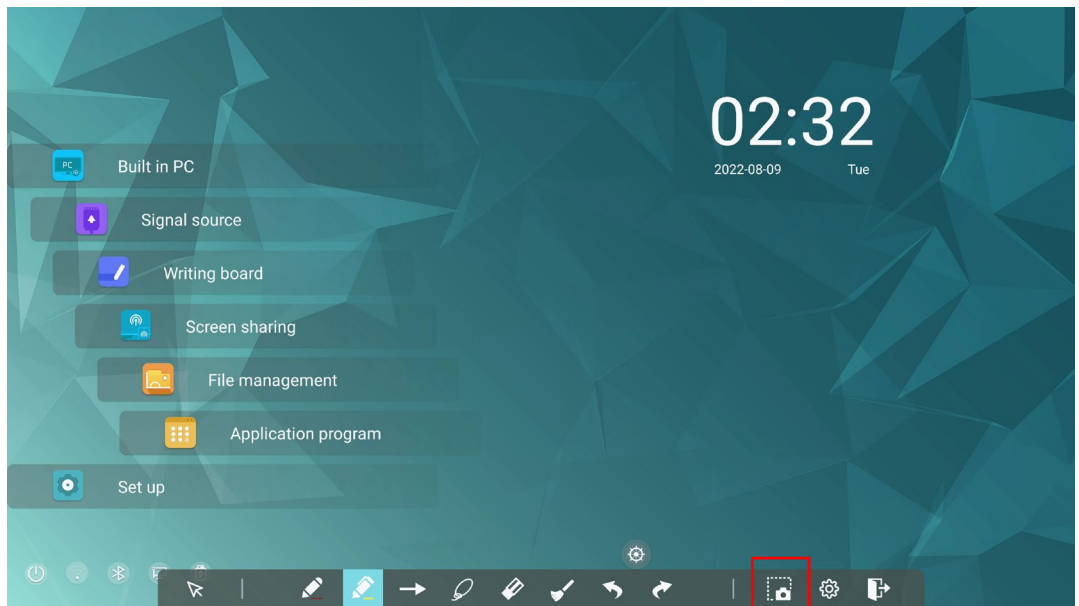 02:32
2022-08-09 Tue
PC
Built in PC
Signal source
Writing board
Screen sharing
File management
Application program
Set up